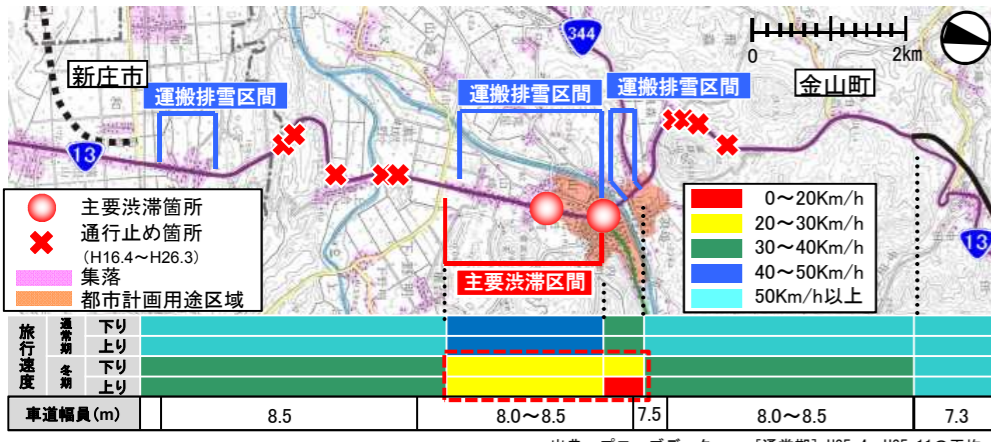 344
0
2km
新庄市
金山町
運搬排雪区間
運搬排雪区間
運搬排雪区間
13
主要渋滞箇所
通行止め箇所
(H16.4～H26.3)
集落
都市計画用途区域
主要渋滞区間
0～20Km/h
20～30Km/h
30～40Km/h
40～50Km/h
50Km/h以上
13
旅行速度
通常期
下り
上り
冬期
下り
上り
車道幅員(m)
8.5
8.0～8.5
7.5
8.0～8.5
7.3